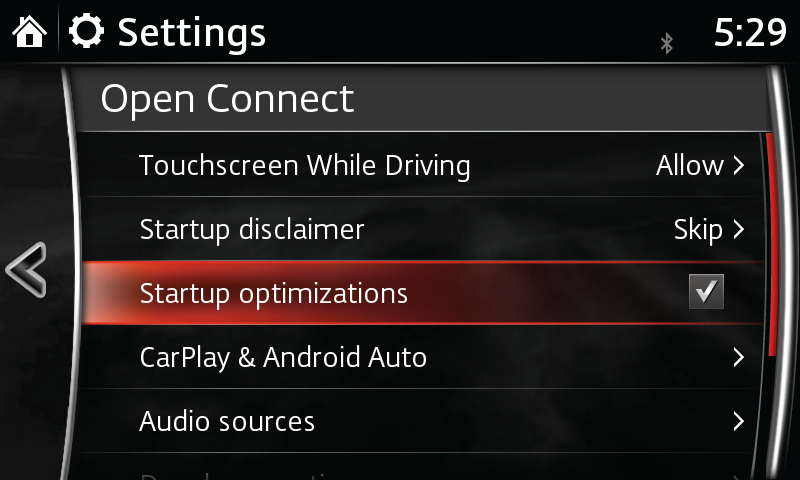 Settings
5:29
Open Connect
Touchscreen While Driving Allow
Startup disclaimer Skip
Startup optimizations
CarPlay & Android Auto
Audio sources